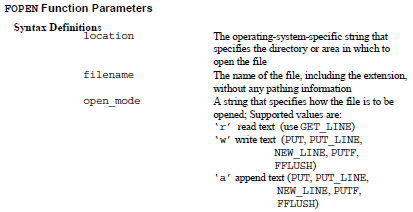 FOPEN Function Parameters
Syntax Definitions
location The operating-system-specific string that
specifies the directory or area in which to
open the file
filename The name of the file, including the extension,
without any pathing information
open_mode A string that specifies how the file is to be
opened; Supported values are:
‘r’ read text (use GET_LINE)
‘w’ write text (PUT, PUT_LINE,
NEW_LINE, PUTF,
FFLUSH)
‘a’ append text (PUT, PUT_LINE,
NEW_LINE, PUTF,
FFLUSH)